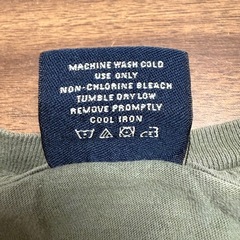 MACHINE WASH COLD
USE ONLY
NON-CHLORINE BLEACH
TUMBLE DRY LOW
REMOVE PROMPTLY
COOL IRON